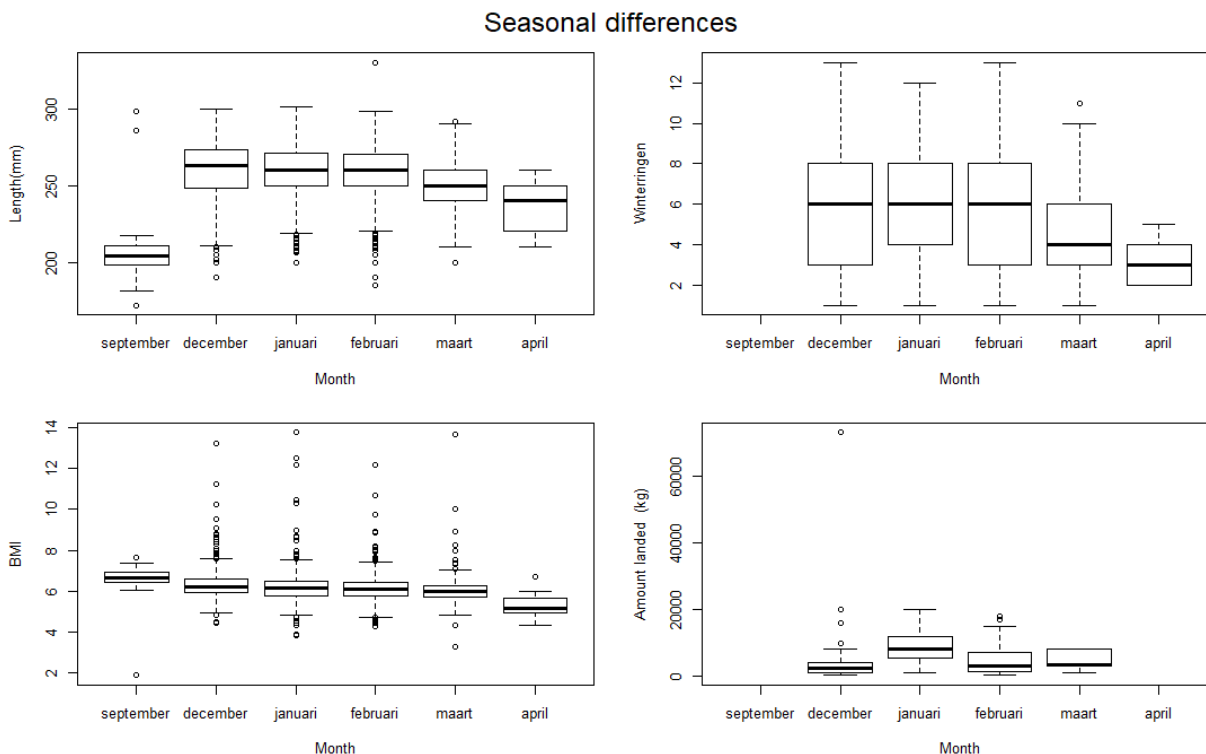 Seasonal differences
Length(mm)
300
250
200
september december januari februari maart april
Month
Winterringen
12
10
8
6
4
2
september december januari februari maart april
Month
BMI
14
12
10
8
6
4
2
september december januari februari maart april
Month
Amount landed (kg)
60000
40000
20000
0
september december januari februari maart april
Month